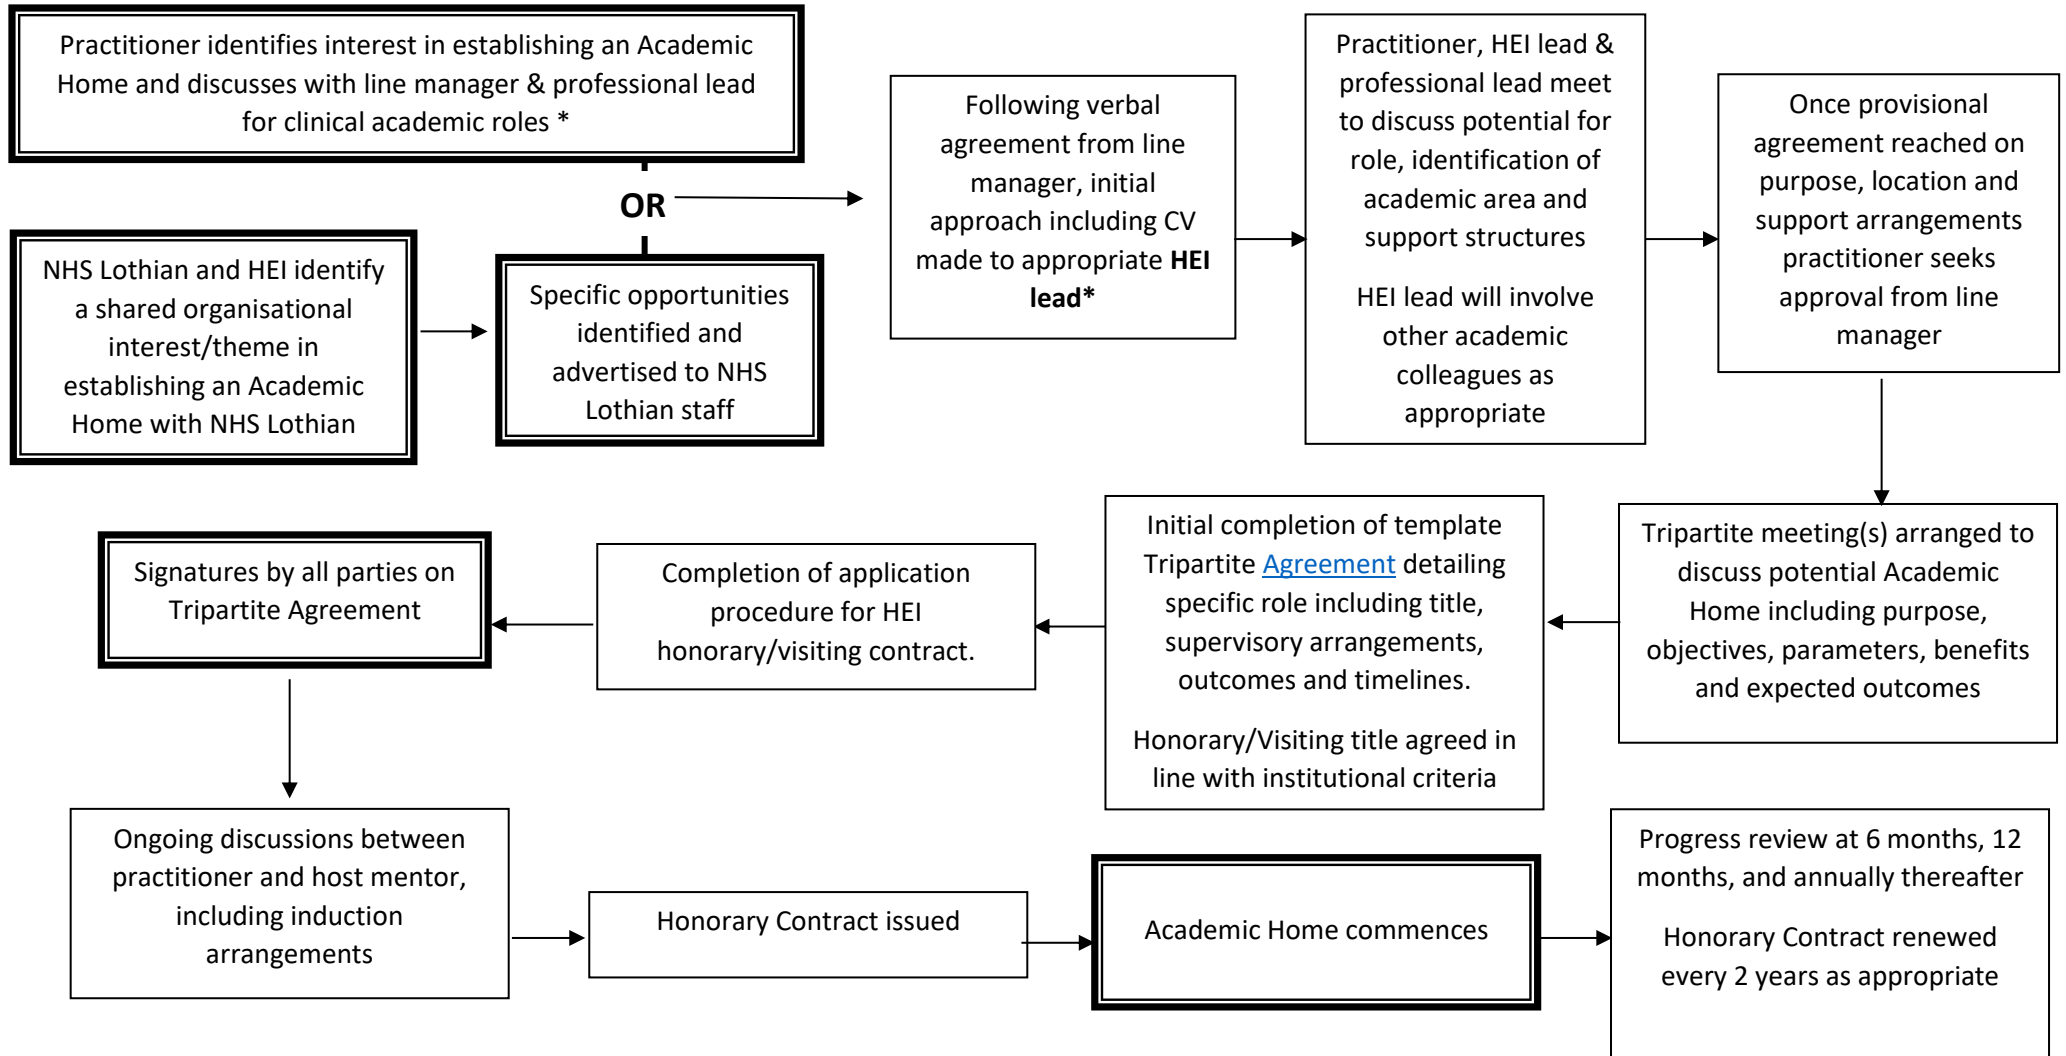 Practitioner identifies interest in establishing an Academic
Home and discusses with line manager & professional lead
for clinical academic roles *
OR
NHS Lothian and HEI identify
a shared organisational
interest/theme in
establishing an Academic
Home with NHS Lothian
Specific opportunities
identified and
advertised to NHS
Lothian staff
Following verbal
agreement from line
manager, initial
approach including CV
made to appropriate HEI
lead*
Practitioner, HEI lead &
professional lead meet
to discuss potential for
role, identification of
academic area and
support structures
HEI lead will involve
other academic
colleagues as
appropriate
Once provisional
agreement reached on
purpose, location and
support arrangements
practitioner seeks
approval from line
manager
Tripartite meeting(s) arranged to
discuss potential Academic
Home including purpose,
objectives, parameters, benefits
and expected outcomes
Initial completion of template
Tripartite Agreement detailing
specific role including title,
supervisory arrangements,
outcomes and timelines.
Honorary/Visiting title agreed in
line with institutional criteria
Completion of application
procedure for HEI
honorary/visiting contract.
Signatures by all parties on
Tripartite Agreement
Ongoing discussions between
practitioner and host mentor,
including induction
arrangements
Honorary Contract issued
Academic Home commences
Progress review at 6 months, 12
months, and annually thereafter
Honorary Contract renewed
every 2 years as appropriate